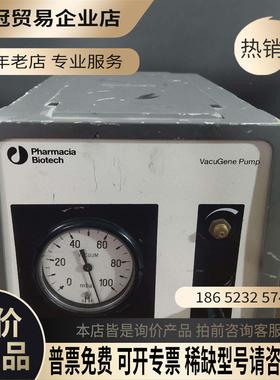 冠贸易企业店
年老店 专业服务
热销
Pharmacia
Biotech
VacuGene Pump
40 60
20 VACUUM 80
0 mbar 100
186 5232 574
价
品
本店皆是询价产品 拍前咨询客服
普票免费 可开专票 稀缺型号请咨